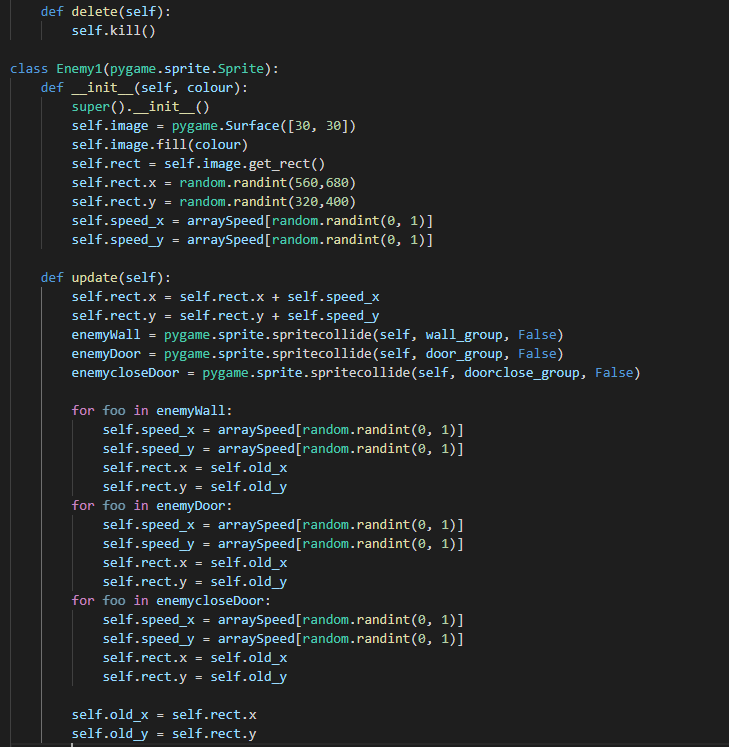 def delete(self):
self.kill()
class Enemy1(pygame.sprite.Sprite):
def __init__(self, colour):
super().__init__()
self.image = pygame.Surface([30, 30])
self.image.fill(colour)
self.rect = self.image.get_rect()
self.rect.x = random.randint(560,680)
self.rect.y = random.randint(320,400)
self.speed_x = arraySpeed[random.randint(0, 1)]
self.speed_y = arraySpeed[random.randint(0, 1)]
def update(self):
self.rect.x = self.rect.x + self.speed_x
self.rect.y = self.rect.y + self.speed_y
enemyWall = pygame.sprite.spritecollide(self, wall_group, False)
enemyDoor = pygame.sprite.spritecollide(self, door_group, False)
enemycloseDoor = pygame.sprite.spritecollide(self, doorclose_group, False)
for foo in enemyWall:
self.speed_x = arraySpeed[random.randint(0, 1)]
self.speed_y = arraySpeed[random.randint(0, 1)]
self.rect.x = self.old_x
self.rect.y = self.old_y
for foo in enemyDoor:
self.speed_x = arraySpeed[random.randint(0, 1)]
self.speed_y = arraySpeed[random.randint(0, 1)]
self.rect.x = self.old_x
self.rect.y = self.old_y
for foo in enemycloseDoor:
self.speed_x = arraySpeed[random.randint(0, 1)]
self.speed_y = arraySpeed[random.randint(0, 1)]
self.rect.x = self.old_x
self.rect.y = self.old_y
self.old_x = self.rect.x
self.old_y = self.rect.y